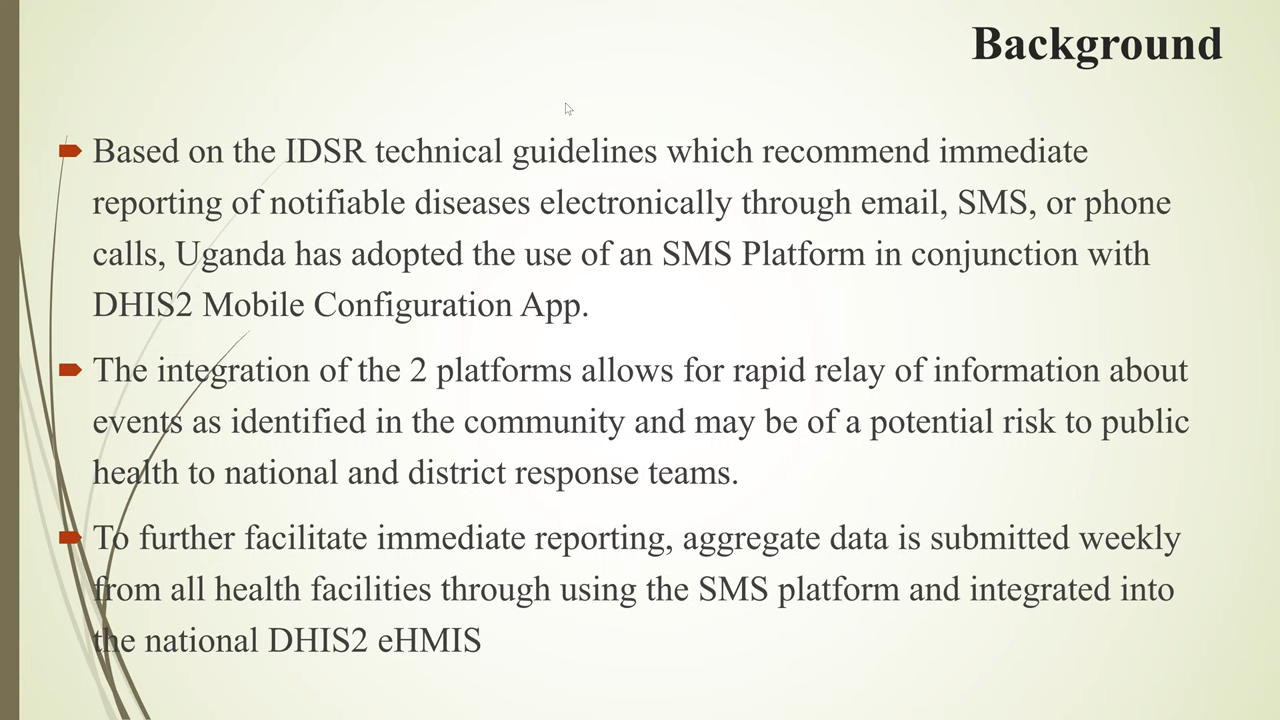 Background
Based on the IDSR technical guidelines which recommend immediate
reporting of notifiable diseases electronically through email, SMS, or phone
calls, Uganda has adopted the use of an SMS Platform in conjunction with
DHIS2 Mobile Configuration App.
The integration of the 2 platforms allows for rapid relay of information about
events as identified in the community and may be of a potential risk to public
health to national and district response teams.
To further facilitate immediate reporting, aggregate data is submitted weekly
from all health facilities through using the SMS platform and integrated into
the national DHIS2 eHMIS